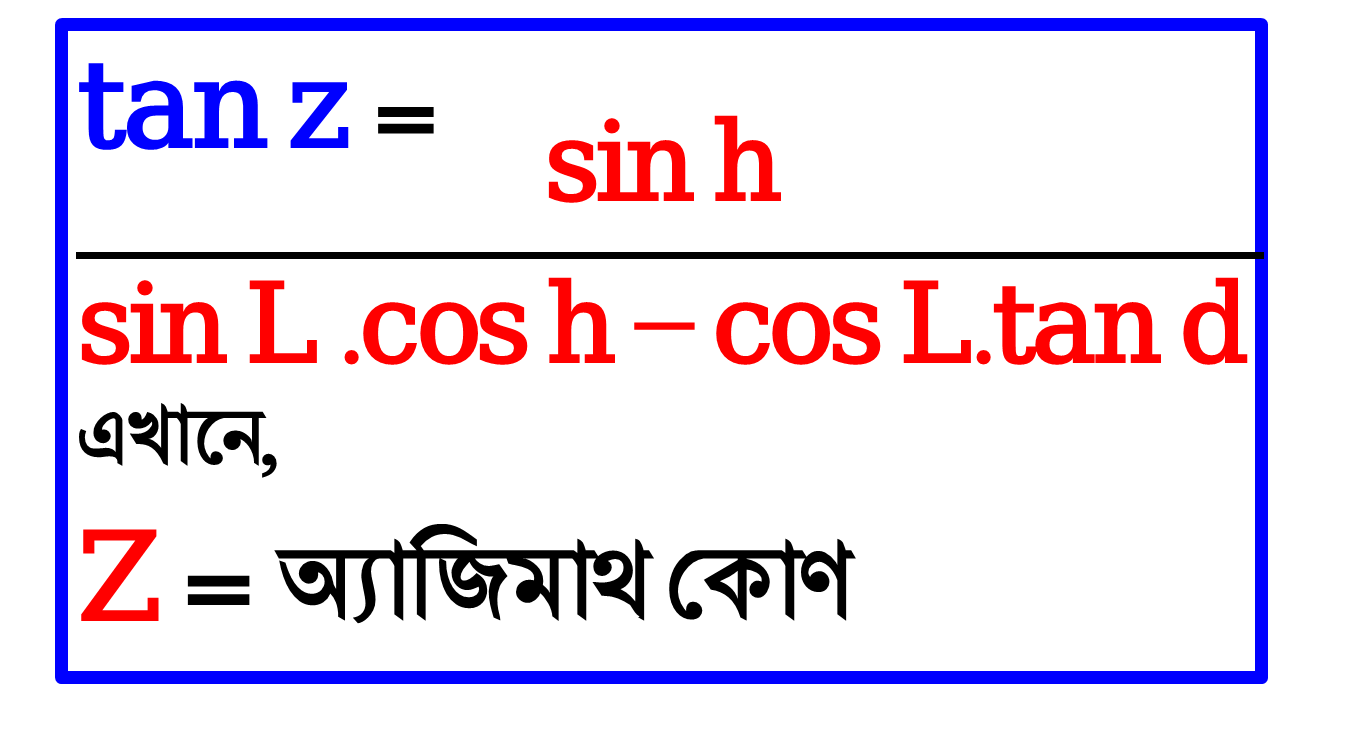 tan z =
sin h
sin L .cos h – cos L.tan d
এখানে,
Z = অ্যাজিমাথ কোণ